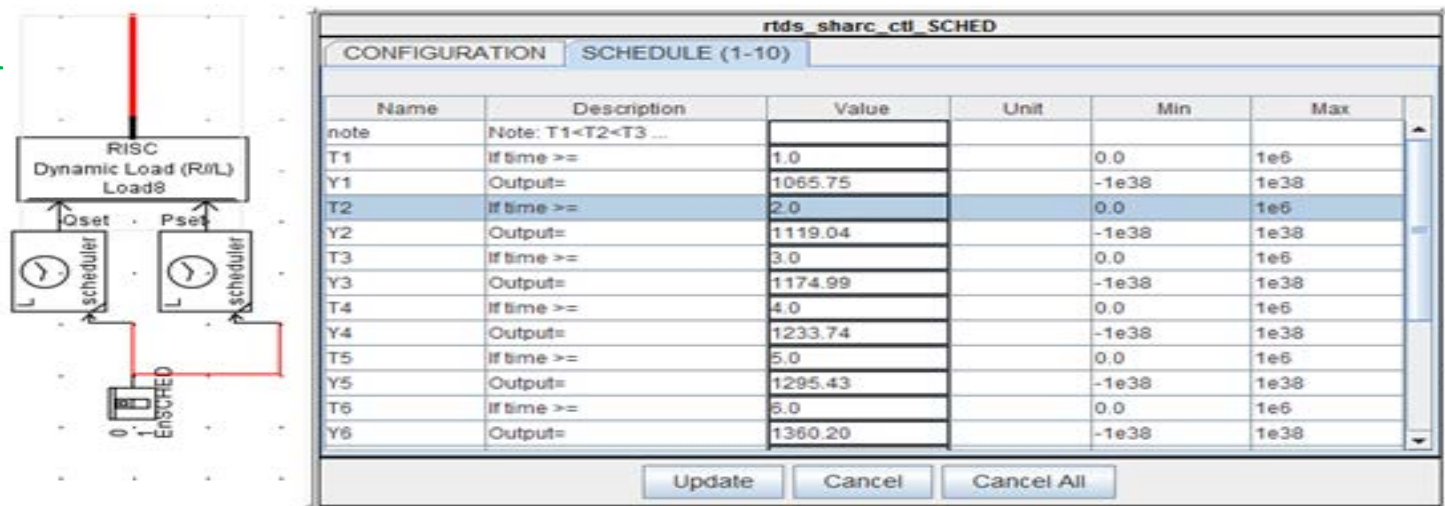 RISC
Dynamic Load (R//L)
Load8
Qset Pset
L scheduler L scheduler
0 1 EnSCHED
rtds_sharc_ctl_SCHED
CONFIGURATION SCHEDULE (1-10)
Name Description Value Unit Min Max
note Note: T1<T2<T3 ...
T1 If time >= 1.0 0.0 1e6
Y1 Output= 1065.75 -1e38 1e38
T2 If time >= 2.0 0.0 1e6
Y2 Output= 1119.04 -1e38 1e38
T3 If time >= 3.0 0.0 1e6
Y3 Output= 1174.99 -1e38 1e38
T4 If time >= 4.0 0.0 1e6
Y4 Output= 1233.74 -1e38 1e38
T5 If time >= 5.0 0.0 1e6
Y5 Output= 1295.43 -1e38 1e38
T6 If time >= 6.0 0.0 1e6
Y6 Output= 1360.20 -1e38 1e38
Update Cancel Cancel All